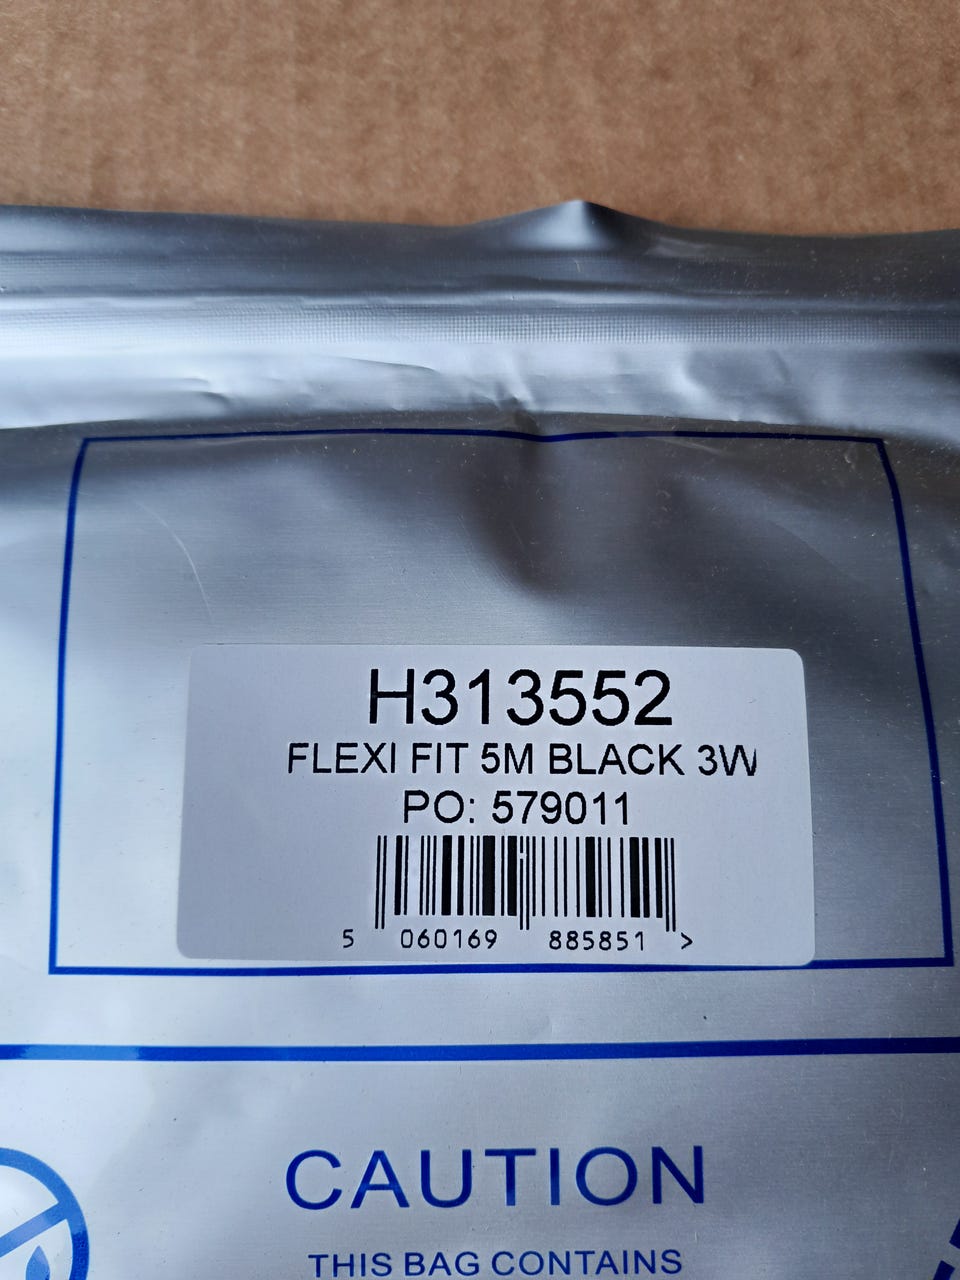 H313552
FLEXI FIT 5M BLACK 3W
PO: 579011
5 060169 885851 >
CAUTION
THIS BAG CONTAINS